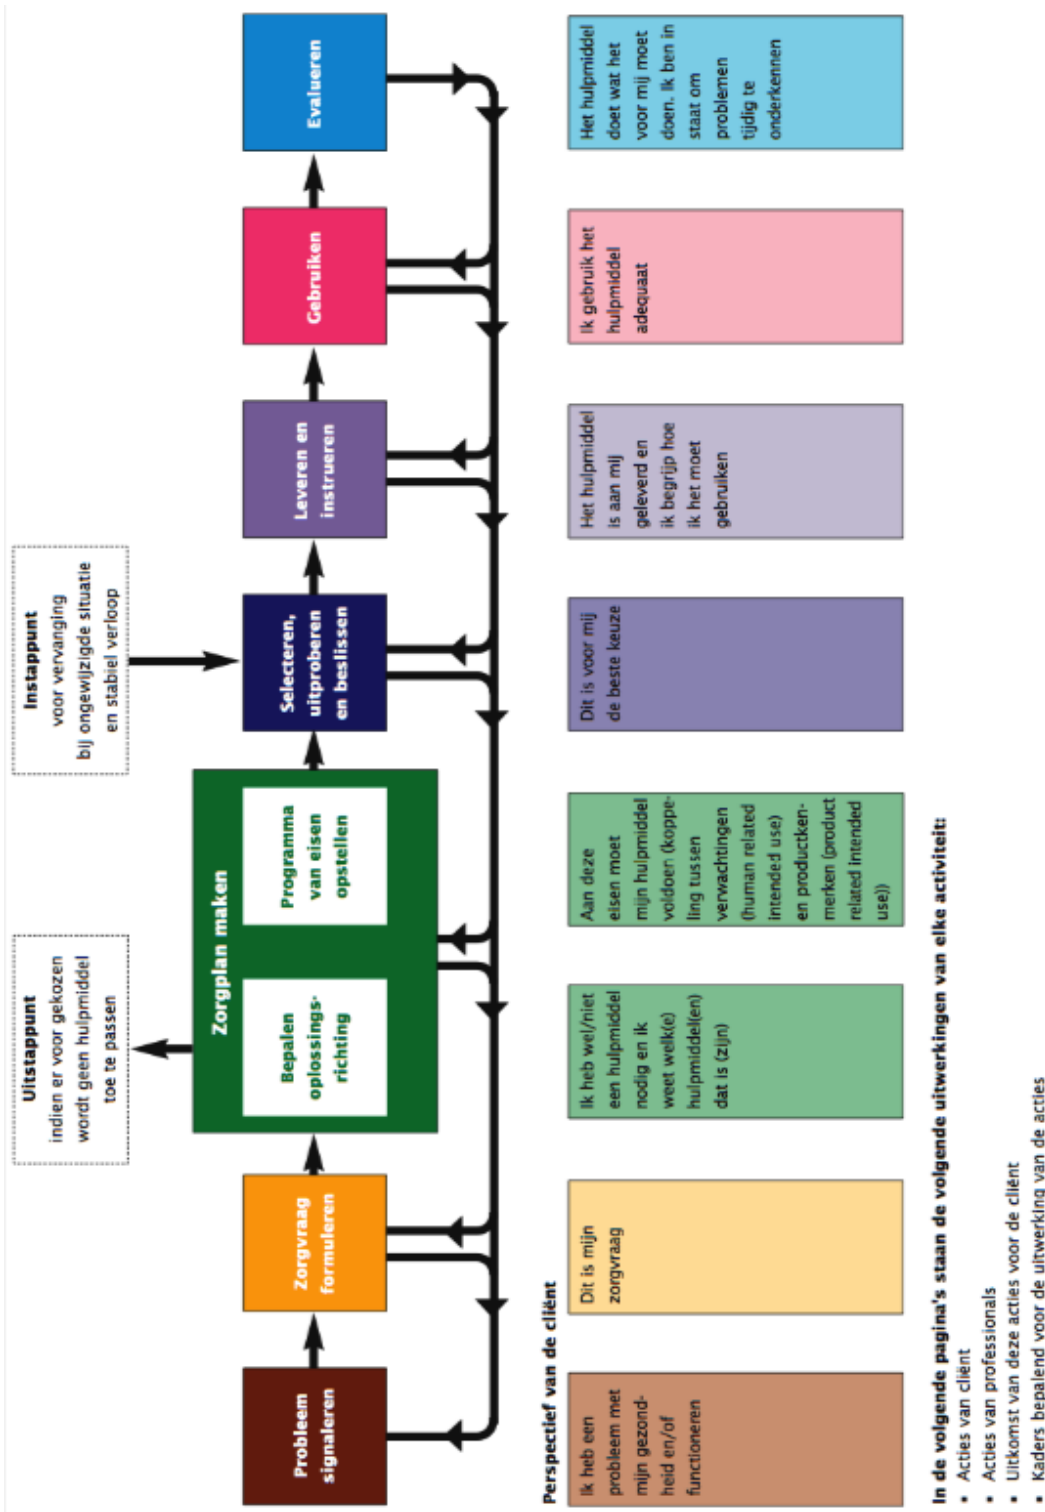 Uitstappunt
indien er voor gekozen
wordt geen hulpmiddel
toe te passen
Instappunt
voor vervanging
bij ongewijzigde situatie
en stabiel verloop
Probleem
signaleren
Zorgvraag
formuleren
Zorgplan maken
Bepalen
oplossings-
richting
Programma
van eisen
opstellen
Selecteren,
uitproberen
en beslissen
Leveren en
instrueren
Gebruiken
Evalueren
Perspectief van de cliënt
Ik heb een
probleem met
mijn gezond-
heid en/of
functioneren
Dit is mijn
zorgvraag
Ik heb wel/niet
een hulpmiddel
nodig en ik
weet welk(e)
hulpmiddel(en)
dat is (zijn)
Aan deze
eisen moet
mijn hulpmiddel
voldoen (koppe-
ling tussen
verwachtingen
(human related
intended use)
en productken-
merken (product
related intended
use))
Dit is voor mij
de beste keuze
Het hulpmiddel
is aan mij
geleverd en
ik begrijp hoe
ik het moet
gebruiken
Ik gebruik het
hulpmiddel
adequaat
Het hulpmiddel
doet wat het
voor mij moet
doen. Ik ben in
staat om
problemen
tijdig te
onderkennen
In de volgende pagina's staan de volgende uitwerkingen van elke activiteit:
▪ Acties van cliënt
▪ Acties van professionals
▪ Uitkomst van deze acties voor de cliënt
▪ Kaders bepalend voor de uitwerking van de acties